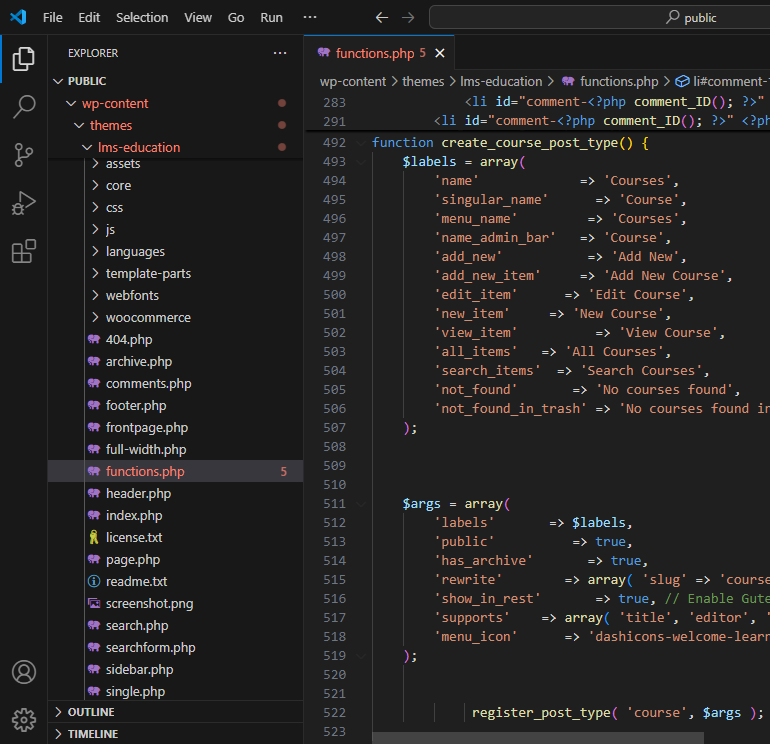 File Edit Selection View Go Run ··· public
EXPLORER ···
PUBLIC
wp-content
themes
lms-education
assets
core
css
js
languages
template-parts
webfonts
woocommerce
404.php
archive.php
comments.php
footer.php
frontpage.php
full-width.php
functions.php 5
header.php
index.php
license.txt
page.php
readme.txt
screenshot.png
search.php
searchform.php
sidebar.php
single.php
OUTLINE
TIMELINE
functions.php 5
wp-content > themes > lms-education > functions.php > li#comment-
283 <li id="comment-<?php comment_ID(); ?>"
291 <li id="comment-<?php comment_ID(); ?>" <?ph
492 function create_course_post_type() {
493 $labels = array(
494 'name' => 'Courses',
495 'singular_name' => 'Course',
496 'menu_name' => 'Courses',
497 'name_admin_bar' => 'Course',
498 'add_new' => 'Add New',
499 'add_new_item' => 'Add New Course',
500 'edit_item' => 'Edit Course',
501 'new_item' => 'New Course',
502 'view_item' => 'View Course',
503 'all_items' => 'All Courses',
504 'search_items' => 'Search Courses',
505 'not_found' => 'No courses found',
506 'not_found_in_trash' => 'No courses found in
507 );
508
509
510
511 $args = array(
512 'labels' => $labels,
513 'public' => true,
514 'has_archive' => true,
515 'rewrite' => array( 'slug' => 'course
516 'show_in_rest' => true, // Enable Gute
517 'supports' => array( 'title', 'editor', '
518 'menu_icon' => 'dashicons-welcome-learn
519 );
520
521
522 register_post_type( 'course', $args );
523